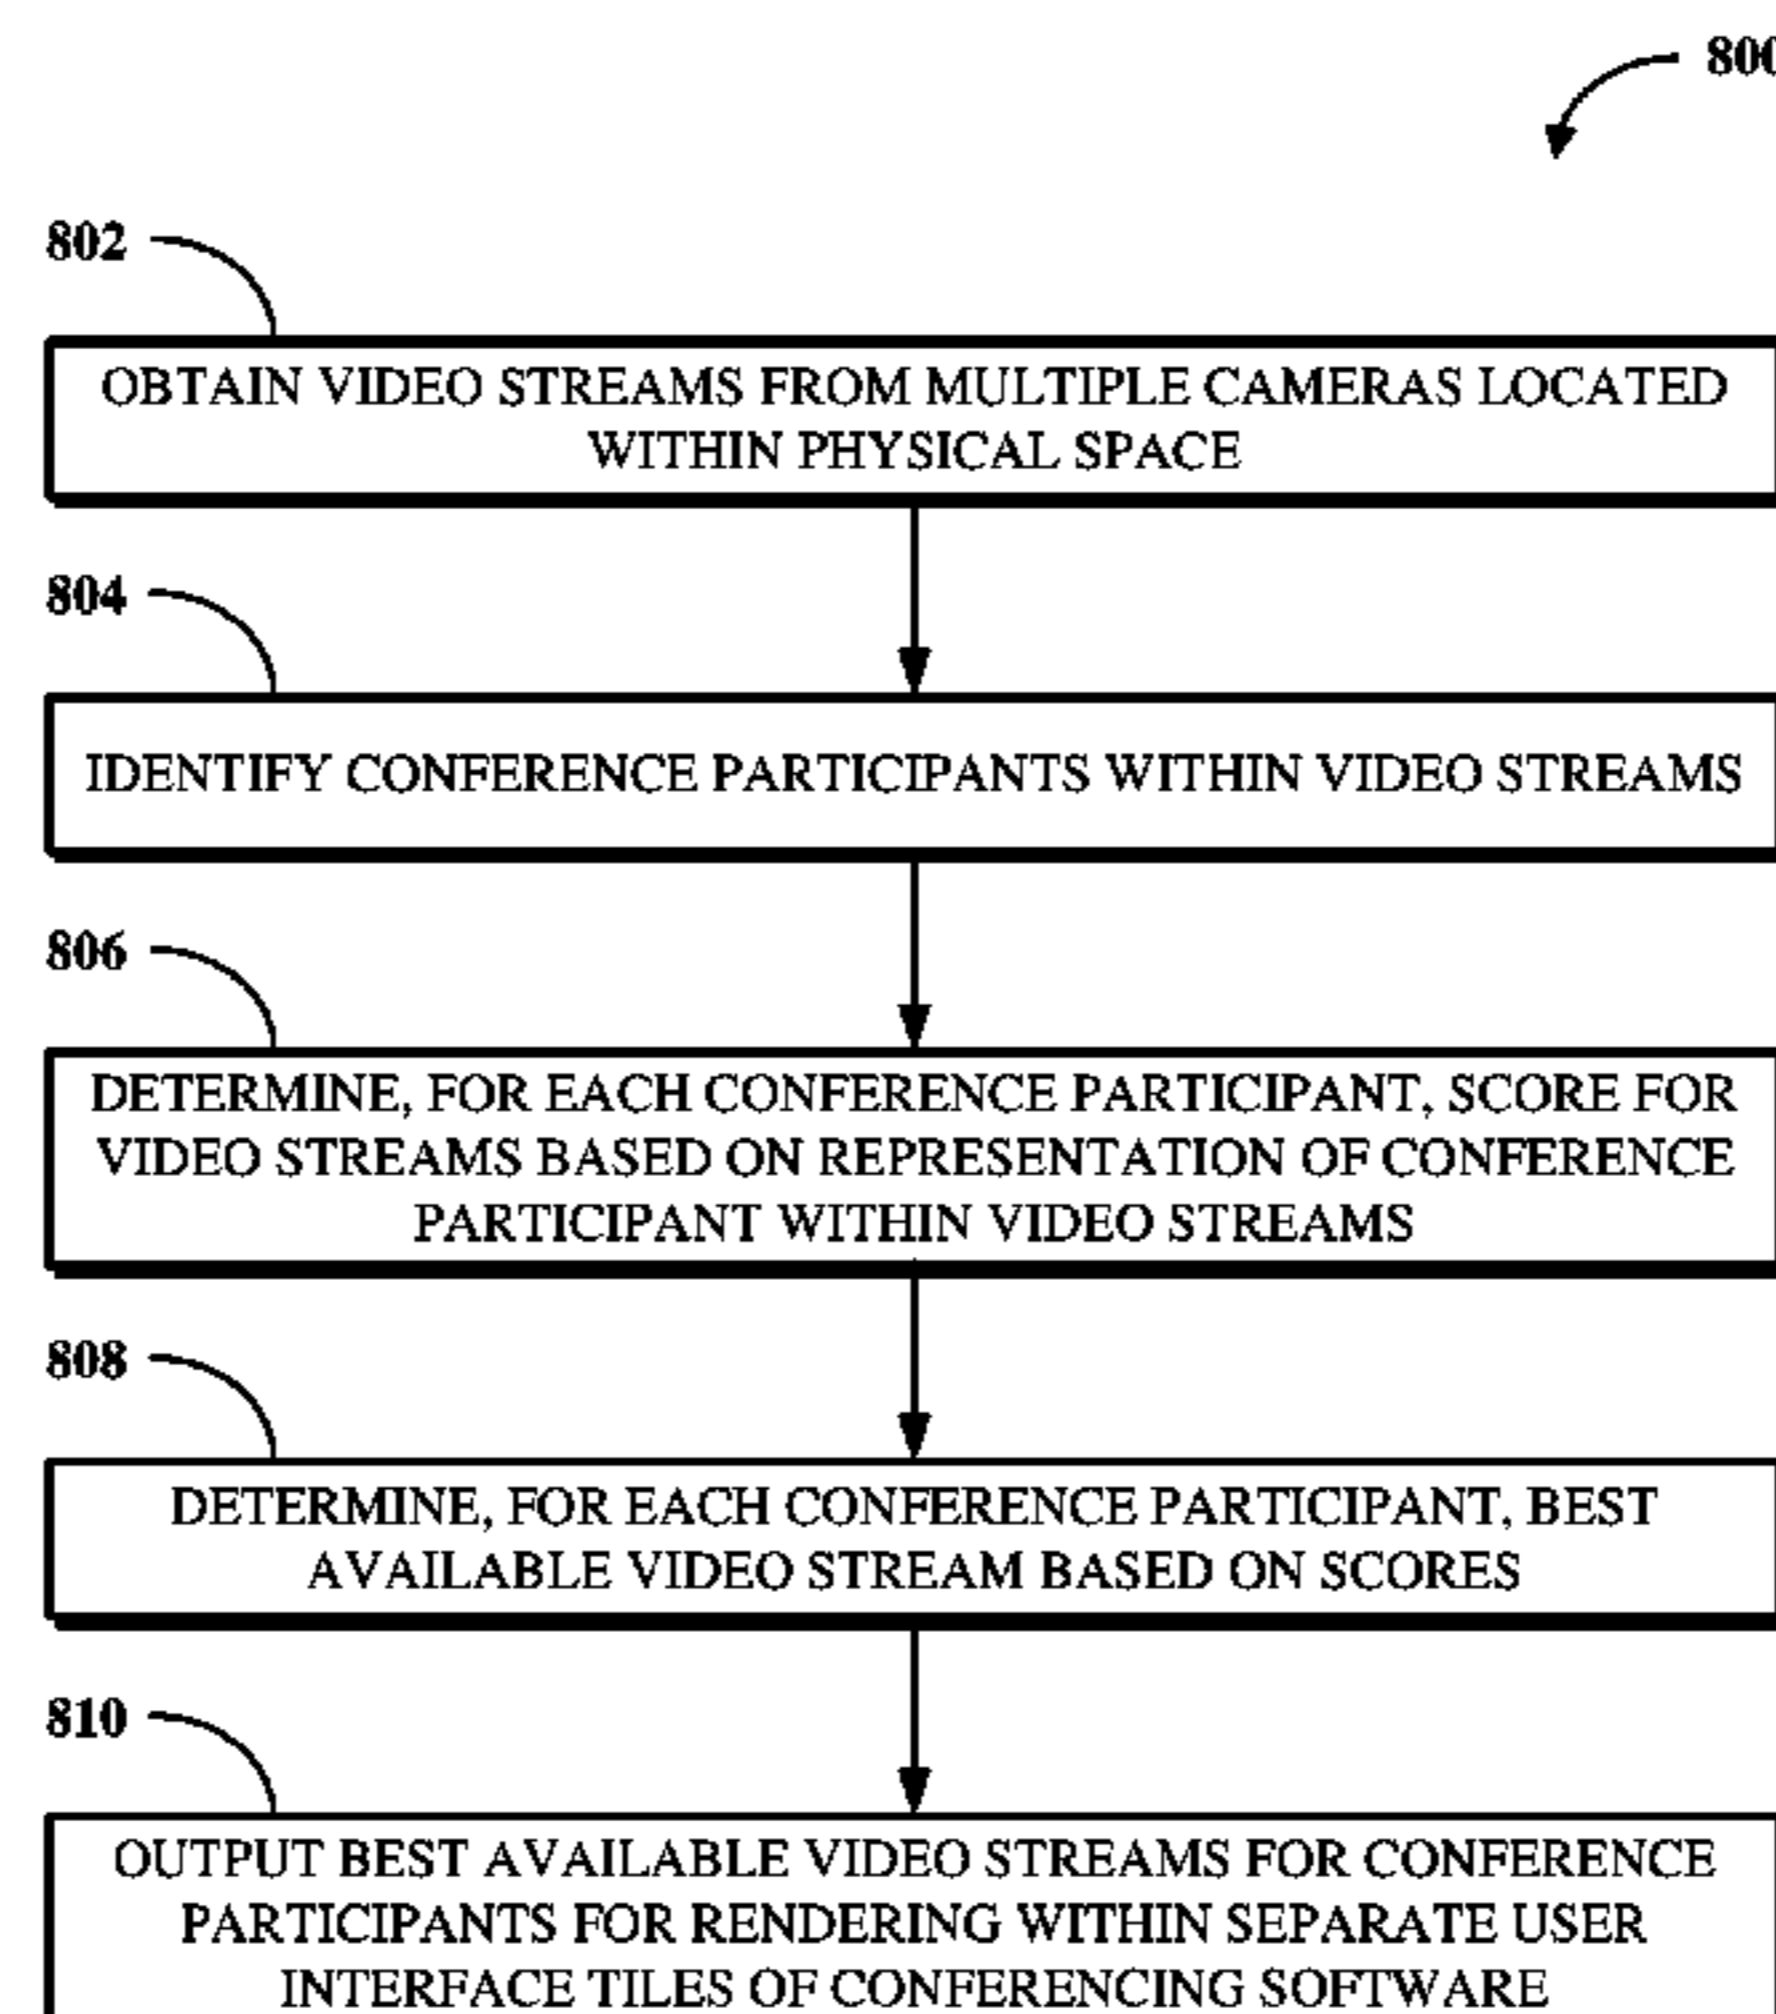 800
802
OBTAIN VIDEO STREAMS FROM MULTIPLE CAMERAS LOCATED
WITHIN PHYSICAL SPACE
804
IDENTIFY CONFERENCE PARTICIPANTS WITHIN VIDEO STREAMS
806
DETERMINE, FOR EACH CONFERENCE PARTICIPANT, SCORE FOR
VIDEO STREAMS BASED ON REPRESENTATION OF CONFERENCE
PARTICIPANT WITHIN VIDEO STREAMS
808
DETERMINE, FOR EACH CONFERENCE PARTICIPANT, BEST
AVAILABLE VIDEO STREAM BASED ON SCORES
810
OUTPUT BEST AVAILABLE VIDEO STREAMS FOR CONFERENCE
PARTICIPANTS FOR RENDERING WITHIN SEPARATE USER
INTERFACE TILES OF CONFERENCING SOFTWARE